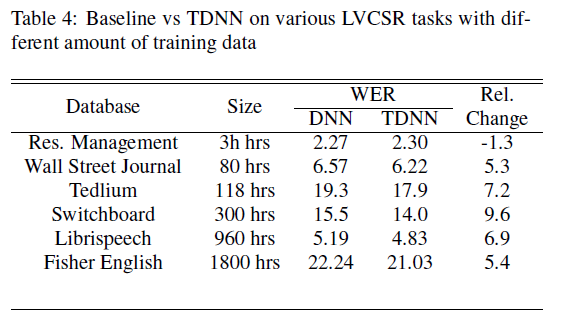 Table 4: Baseline vs TDNN on various LVCSR tasks with dif-
ferent amount of training data
Database Size WER Rel.
DNN TDNN Change
Res. Management 3h hrs 2.27 2.30 -1.3
Wall Street Journal 80 hrs 6.57 6.22 5.3
Tedlium 118 hrs 19.3 17.9 7.2
Switchboard 300 hrs 15.5 14.0 9.6
Librispeech 960 hrs 5.19 4.83 6.9
Fisher English 1800 hrs 22.24 21.03 5.4